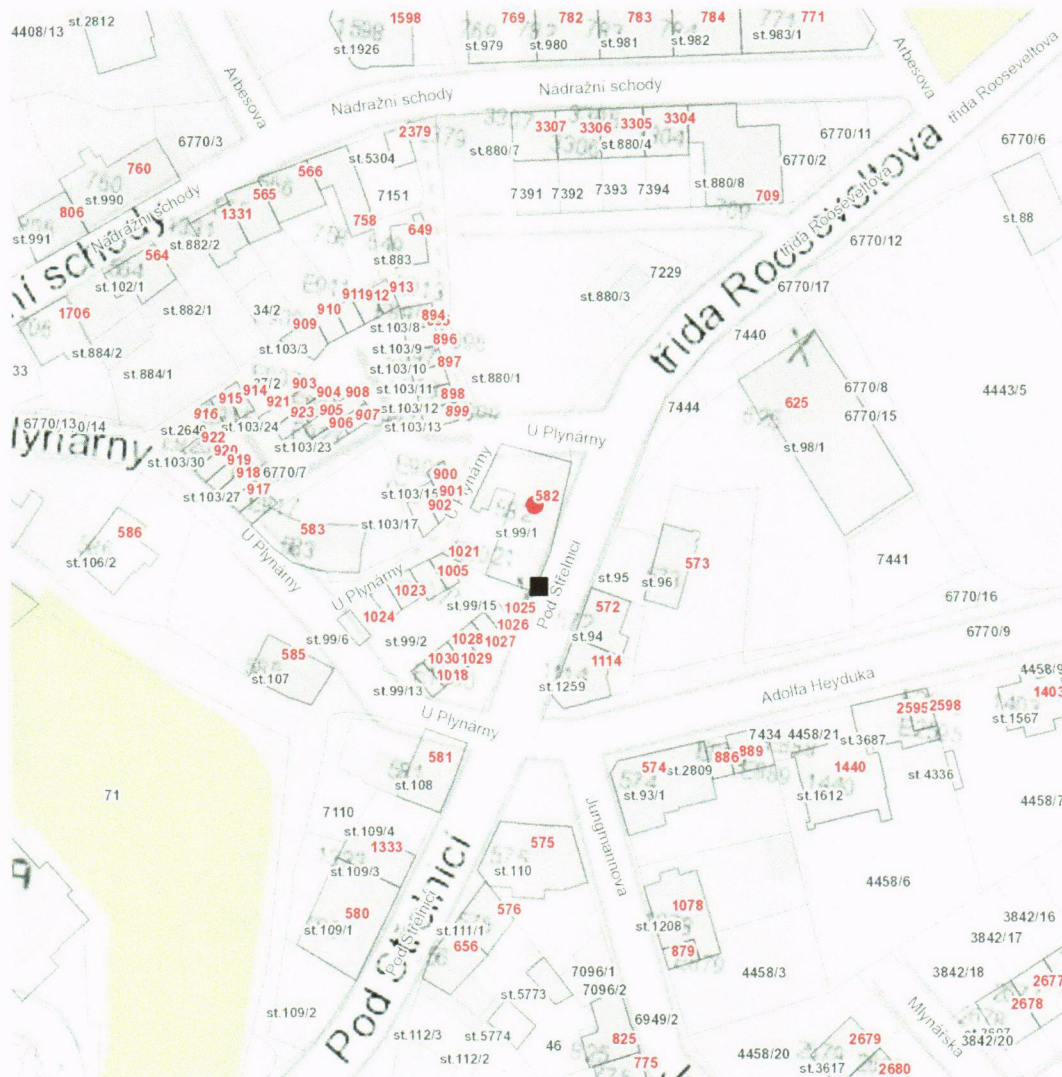 st.2812
4408/13
1598
st.1926
769
782
783
784
771
st.979
st.980
st.981
st.982
st.983/1
Arbesova
Arbesova
Nádražní schody
Nádražní schody
třída Rooseveltova
třída Rooseveltova
třída Rooseveltova
6770/3
2379
st.5304
3307
3306
3305
3304
st.880/7
st.880/4
6770/11
6770/6
6770/2
760
st.990
566
565
7151
7391
7392
7393
7394
st.880/8
709
806
1331
758
649
st.991
Nádražní schody
ní schody
st.882/2
st.883
st.88
6770/12
564
st.102/1
7229
st.880/3
6770/17
1706
st.882/1
34/2
909
910
911
912
913
894
st.103/8
896
7440
st.884/2
st.103/3
st.103/9
33
st.884/1
897
st.103/10
st.880/1
37/2
903
904
908
914
915
921
923
905
907
906
916
st.103/11
898
st.103/12
899
st.103/13
7444
625
6770/8
6770/15
4443/5
st.98/1
6770/13
lynárny
st.103/24
st.103/23
922
919
918
917
st.103/30
6770/7
st.103/27
U Plynárny
900
901
902
st.103/17
U Plynárny
582
st.99/1
586
st.106/2
583
U Plynárny
7441
1021
1005
1023
1024
U Plynárny
573
st.95
st.96
Pod Střelnicí
6770/16
6770/9
st.99/15
1025
1026
1027
1028
1029
1030
1018
572
st.94
1114
st.1259
st.99/6
st.99/2
585
st.107
st.99/13
U Plynárny
Adolfa Heyduka
4458/9
1403
st.1567
2595
2598
7434
4458/21
st.3687
581
st.108
574
st.2809
886
889
st.93/1
1440
st.1612
st.4336
4458/7
71
7110
st.109/4
1333
st.109/3
575
st.110
Jungmannova
580
st.109/1
Pod Střelnicí
Pod Střelnicí
576
st.111/1
656
1078
st.1208
879
4458/6
3842/16
3842/17
3842/18
4458/3
7096/1
7096/2
st.5773
st.109/2
st.112/3
st.5774
st.112/2
46
6949/2
825
775
4458/20
2679
st.3617
2680
Mlynářská
2677
2678
3842/20